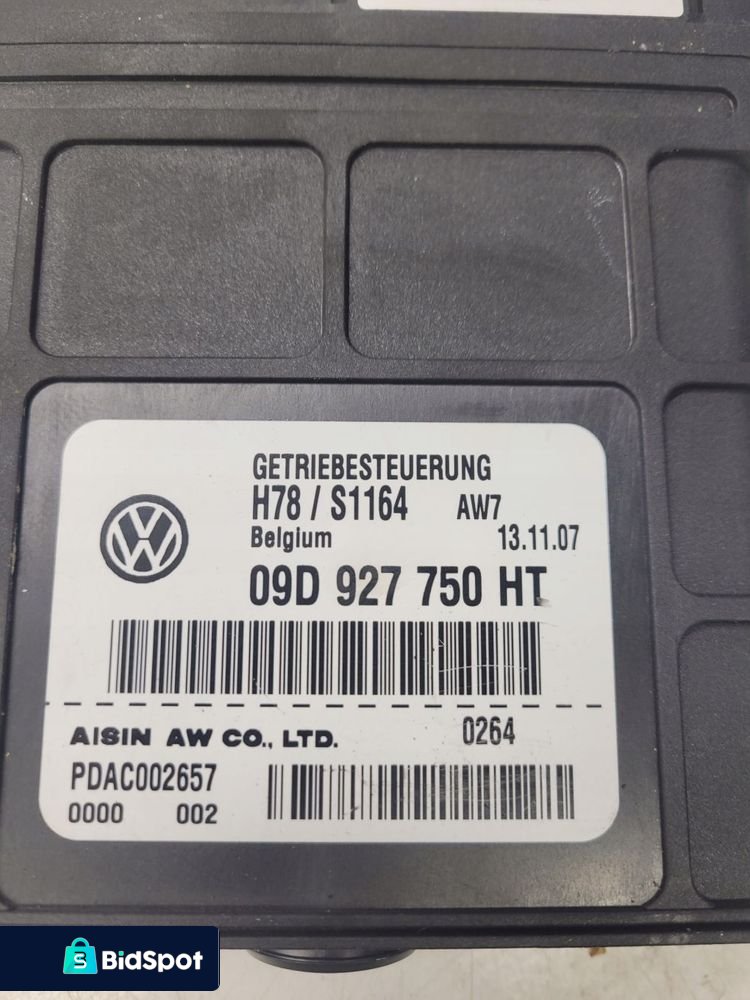 GETRIEBESTEUERUNG
H78 / S1164 AW7
Belgium 13.11.07
09D 927 750 HT
AISIN AW CO., LTD. 0264
PDAC002657
0000 002
BidSpot